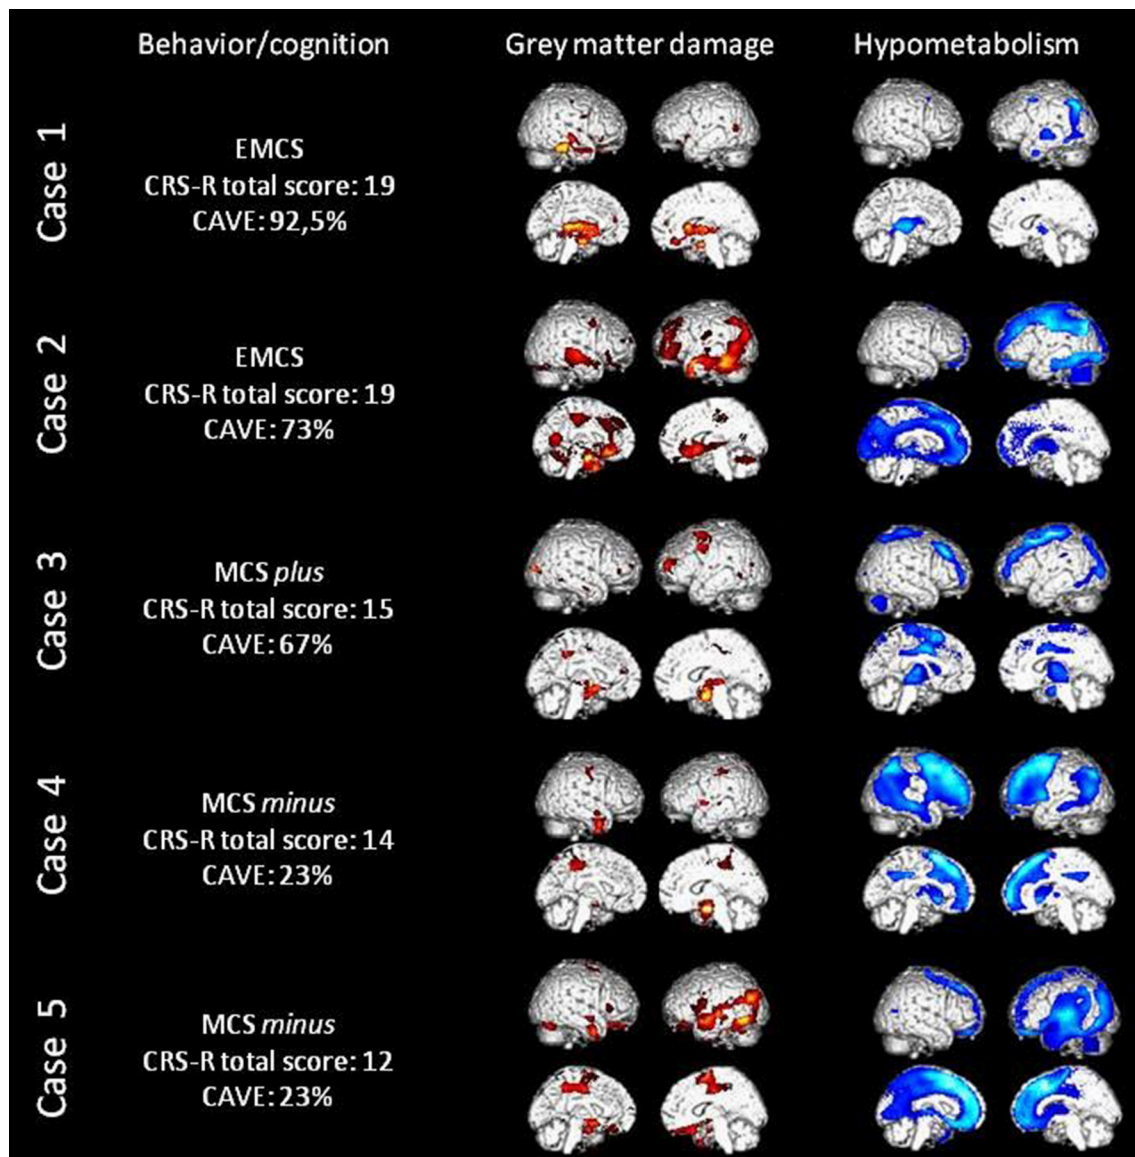 Behavior/cognition
Grey matter damage
Hypometabolism
Case 1
EMCS
CRS-R total score: 19
CAVE: 92,5%
Case 2
EMCS
CRS-R total score: 19
CAVE: 73%
Case 3
MCS plus
CRS-R total score: 15
CAVE: 67%
Case 4
MCS minus
CRS-R total score: 14
CAVE: 23%
Case 5
MCS minus
CRS-R total score: 12
CAVE: 23%